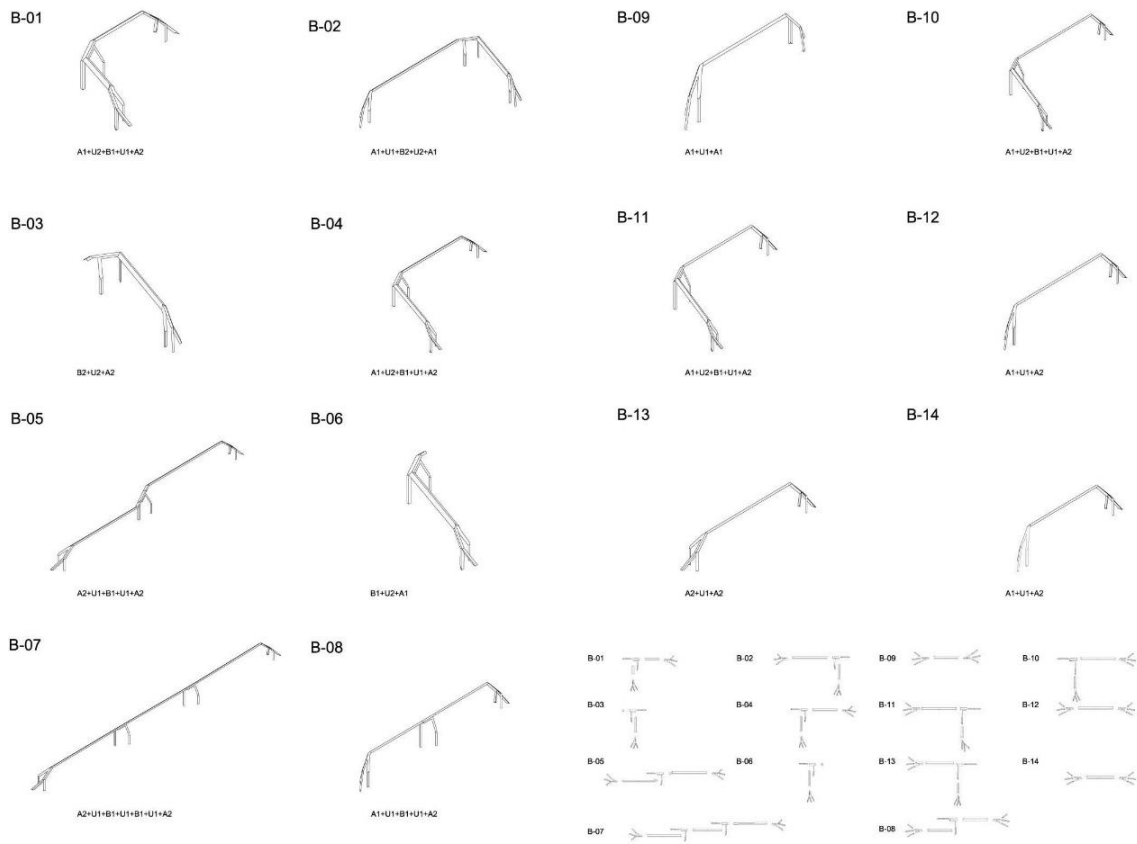 B-01
B-02
B-09
B-10
A1+U2+B1+U1+A2
A1+U1+B2+U2+A1
A1+U1+A1
A1+U2+B1+U1+A2
B-03
B-04
B-11
B-12
B2+U2+A2
A1+U2+B1+U1+A2
A1+U2+B1+U1+A2
A1+U1+A2
B-05
B-06
B-13
B-14
A2+U1+B1+U1+A2
B1+U2+A1
A2+U1+A2
A1+U1+A2
B-07
B-08
A2+U1+B1+U1+B1+U1+A2
A1+U1+B1+U1+A2
B-01
B-02
B-09
B-10
B-03
B-04
B-11
B-12
B-05
B-06
B-13
B-14
B-07
B-08